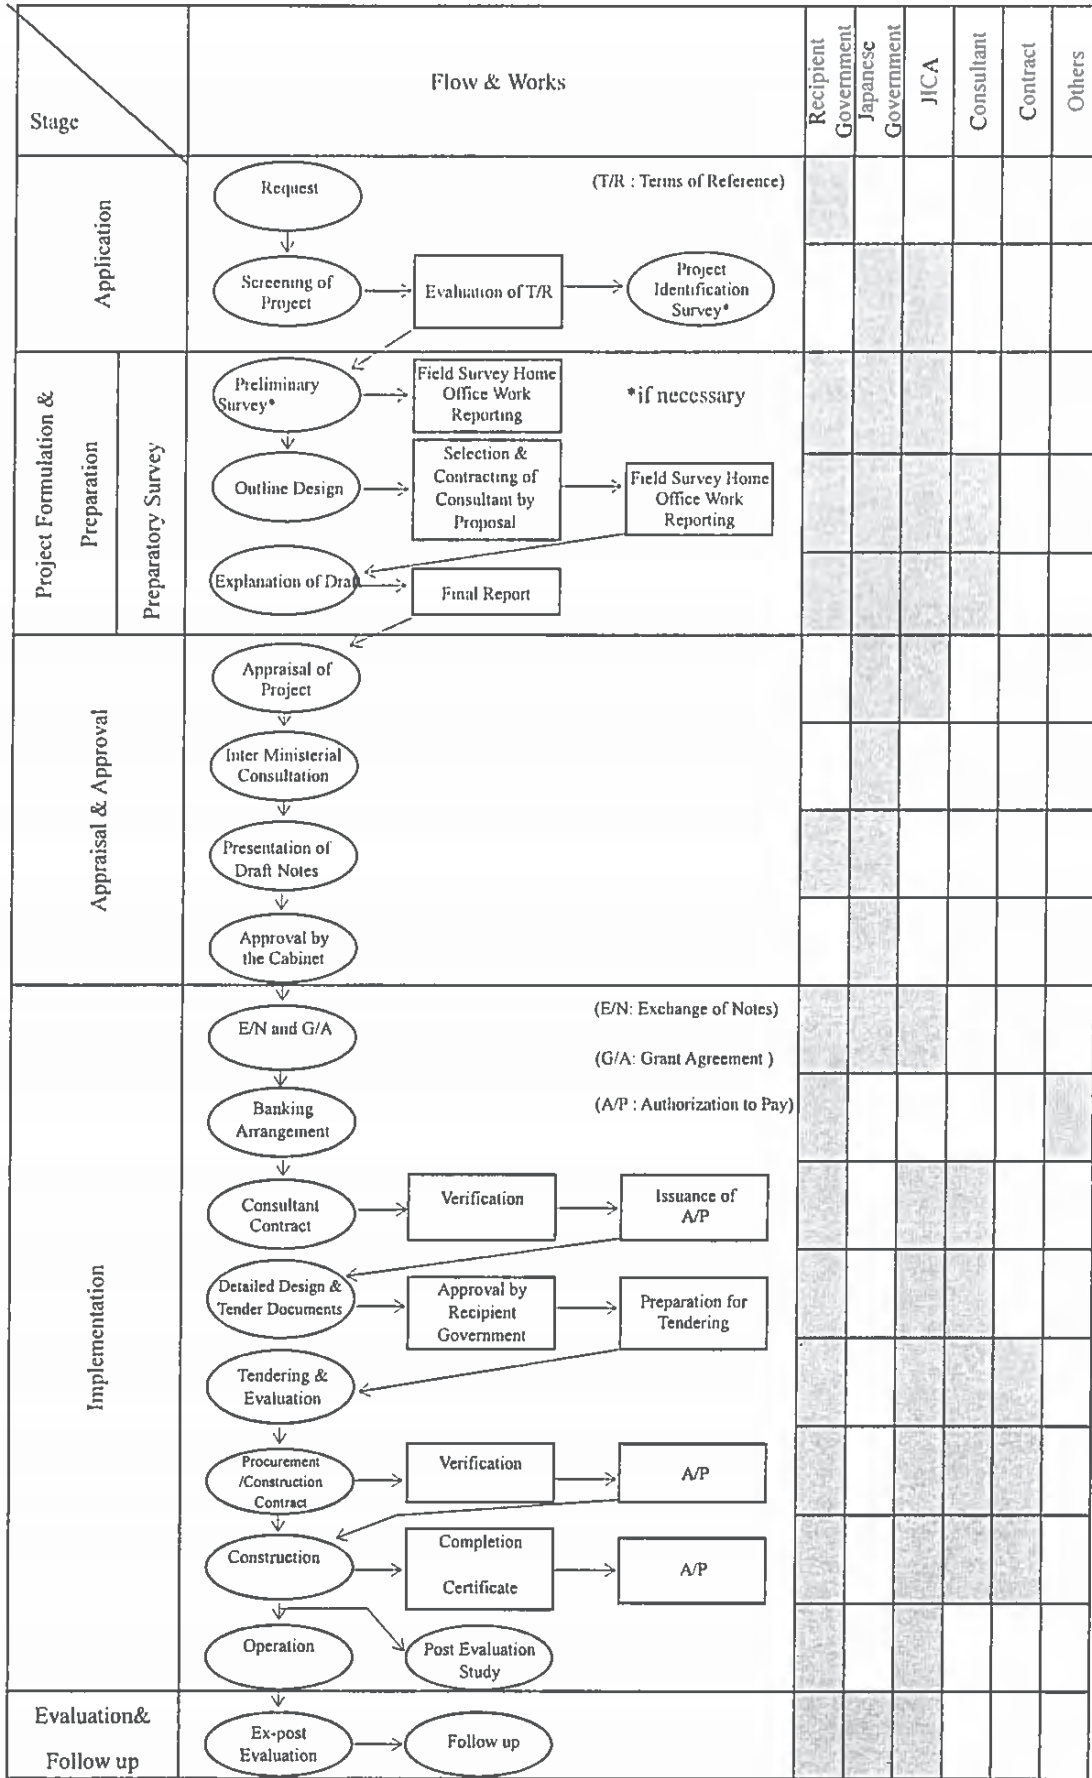 Stage
Flow & Works
Recipient
Government
Japanese
Government
JICA
Consultant
Contract
Others
Application
Request
(T/R : Terms of Reference)
Screening of
Project
Evaluation of T/R
Project
Identification
Survey*
Project Formulation &
Preparation
Preparatory Survey
Preliminary
Survey*
Field Survey Home
Office Work
Reporting
*if necessary
Outline Design
Selection &
Contracting of
Consultant by
Proposal
Field Survey Home
Office Work
Reporting
Explanation of Draft
Final Report
Appraisal & Approval
Appraisal of
Project
Inter Ministerial
Consultation
Presentation of
Draft Notes
Approval by
the Cabinet
Implementation
E/N and G/A
(E/N: Exchange of Notes)
(G/A: Grant Agreement )
(A/P : Authorization to Pay)
Banking
Arrangement
Consultant
Contract
Verification
Issuance of
A/P
Detailed Design &
Tender Documents
Approval by
Recipient
Government
Preparation for
Tendering
Tendering &
Evaluation
Procurement
/Construction
Contract
Verification
A/P
Construction
Completion
Certificate
A/P
Operation
Post Evaluation
Study
Evaluation&
Follow up
Ex-post
Evaluation
Follow up